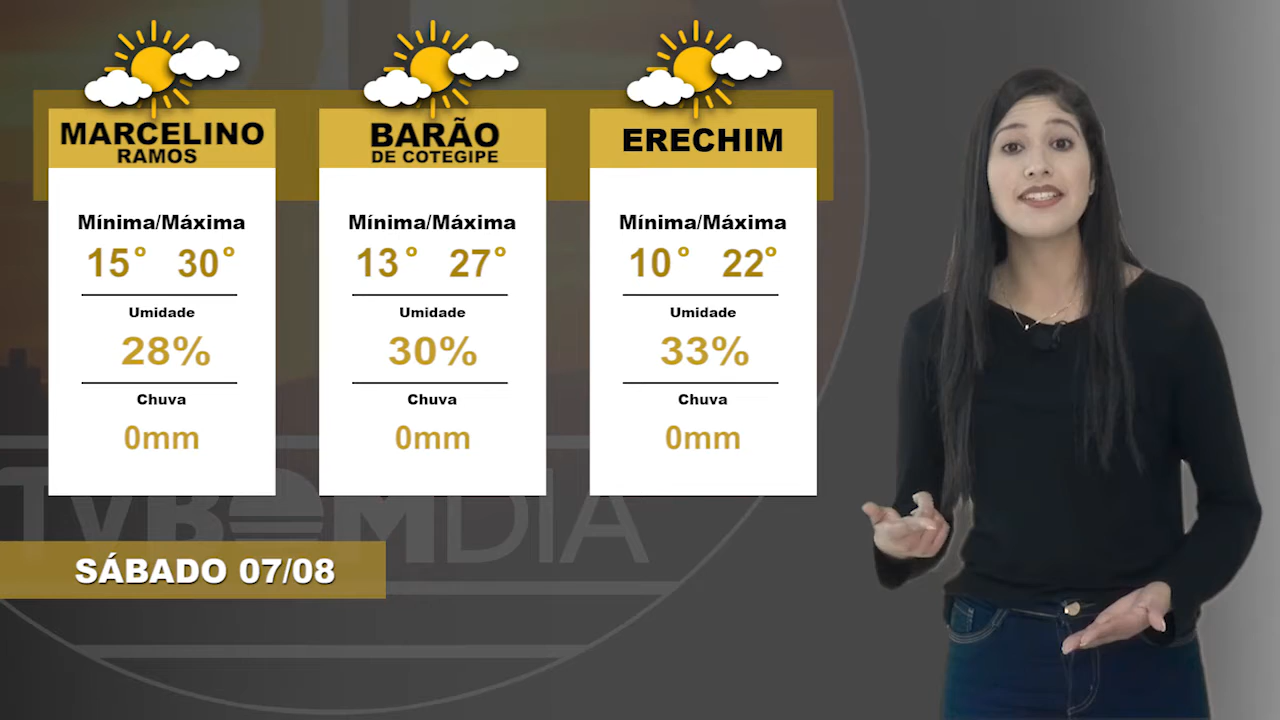 MARCELINO
RAMOS
Mínima/Máxima
15° 30°
Umidade
28%
Chuva
0mm
BARÃO
DE COTEGIPE
Mínima/Máxima
13° 27°
Umidade
30%
Chuva
0mm
ERECHIM
Mínima/Máxima
10° 22°
Umidade
33%
Chuva
0mm
TVBOMDIA
SÁBADO 07/08